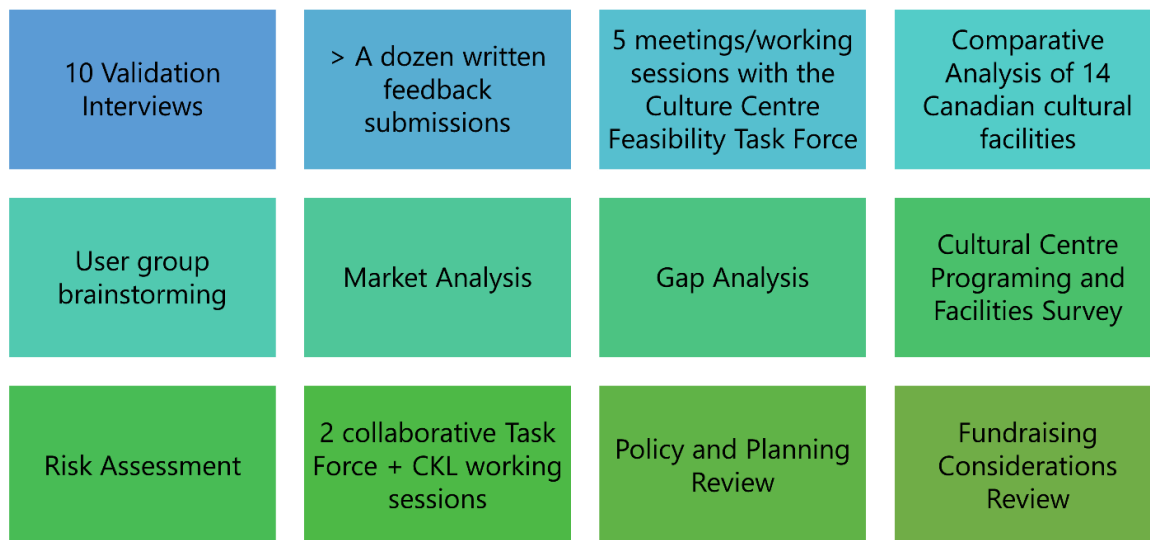 10 Validation
Interviews
> A dozen written
feedback
submissions
5 meetings/working
sessions with the
Culture Centre
Feasibility Task Force
Comparative
Analysis of 14
Canadian cultural
facilities
User group
brainstorming
Market Analysis
Gap Analysis
Cultural Centre
Programing and
Facilities Survey
Risk Assessment
2 collaborative Task
Force + CKL working
sessions
Policy and Planning
Review
Fundraising
Considerations
Review